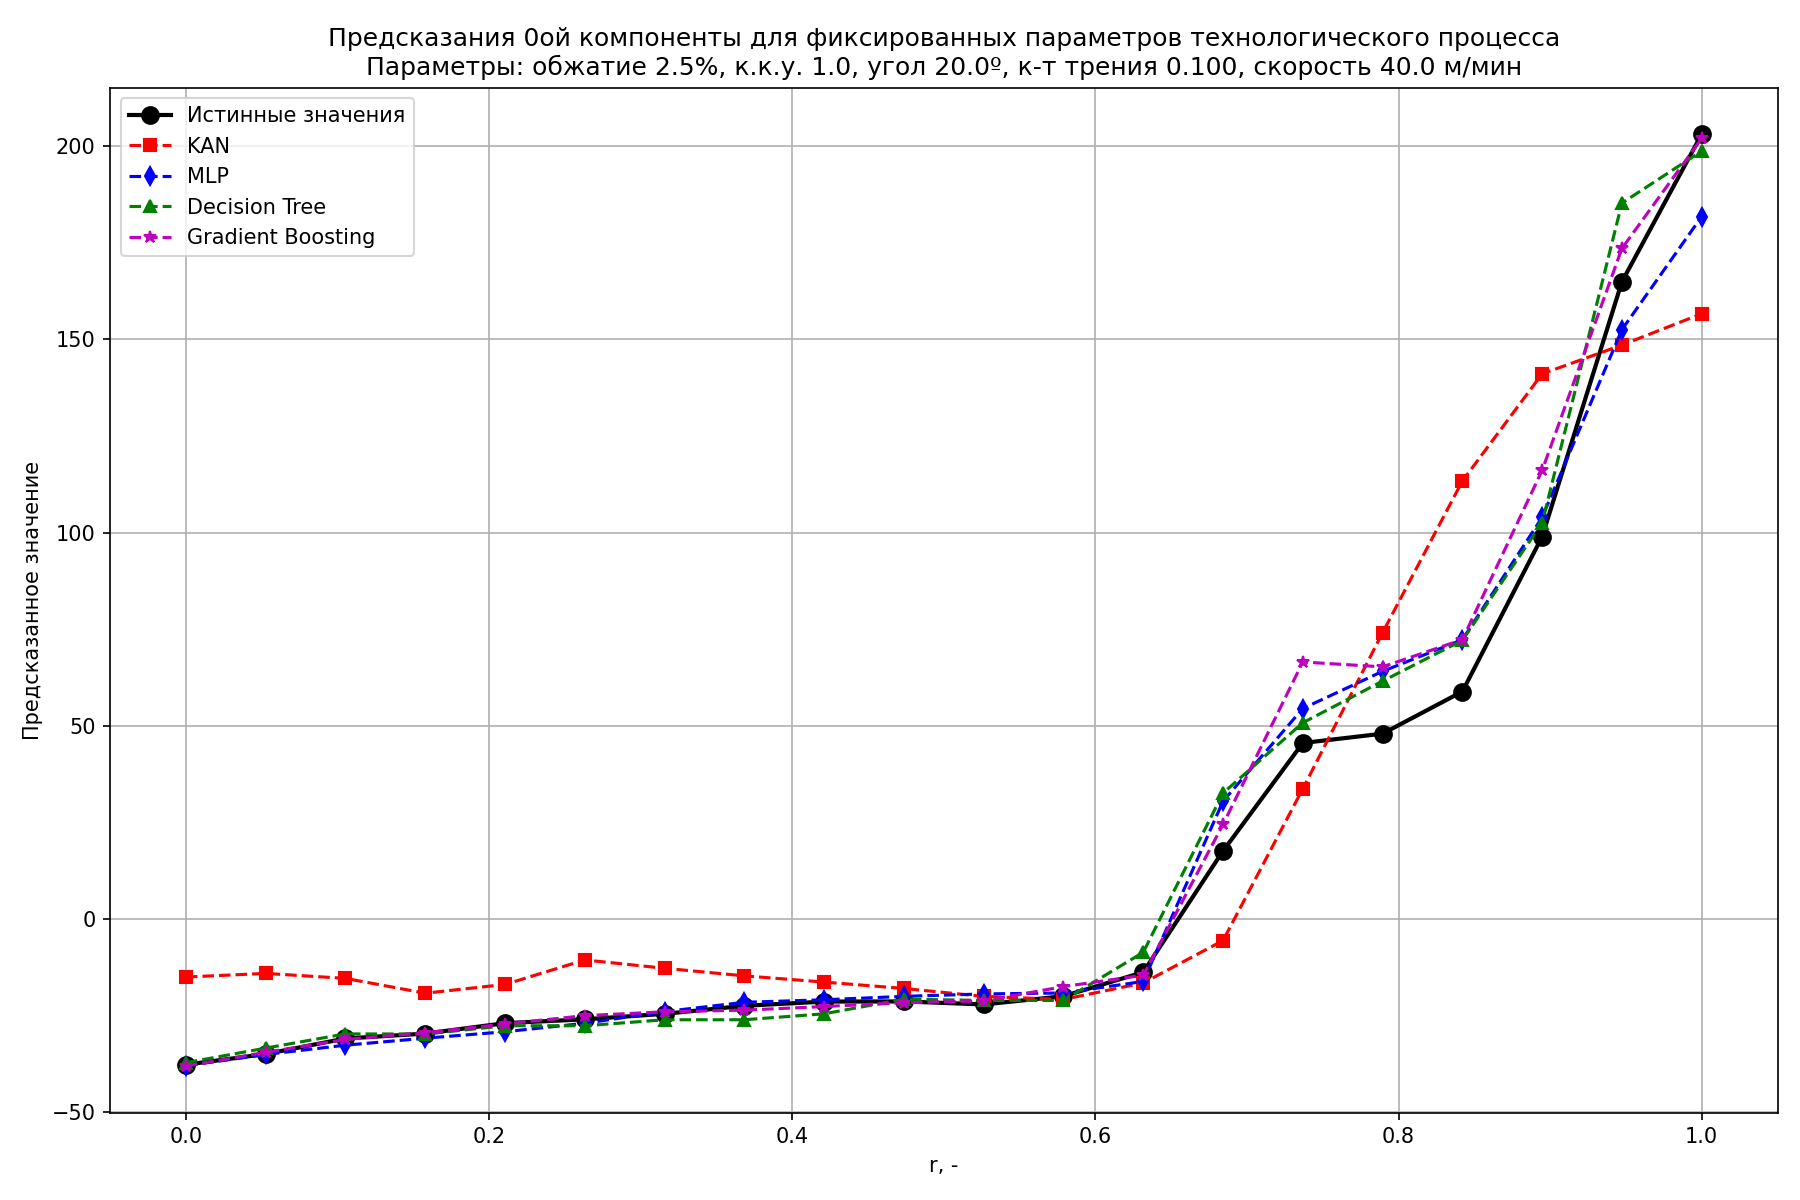 Предсказания 0ой компоненты для фиксированных параметров технологического процесса
Параметры: обжатие 2.5%, к.к.у. 1.0, угол 20.0º, к-т трения 0.100, скорость 40.0 м/мин
Истинные значения
KAN
MLP
Decision Tree
Gradient Boosting
Предсказанное значение
200
150
100
50
0
−50
0.0
0.2
0.4
0.6
0.8
1.0
r, -